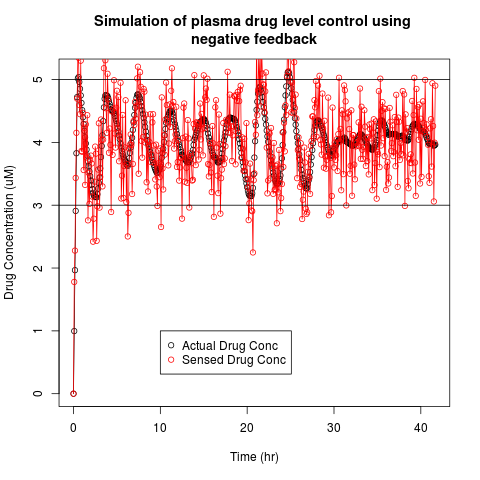 Simulation of plasma drug level control using
negative feedback
Drug Concentration (uM)
5
4
3
2
1
0
Actual Drug Conc
Sensed Drug Conc
0 10 20 30 40
Time (hr)